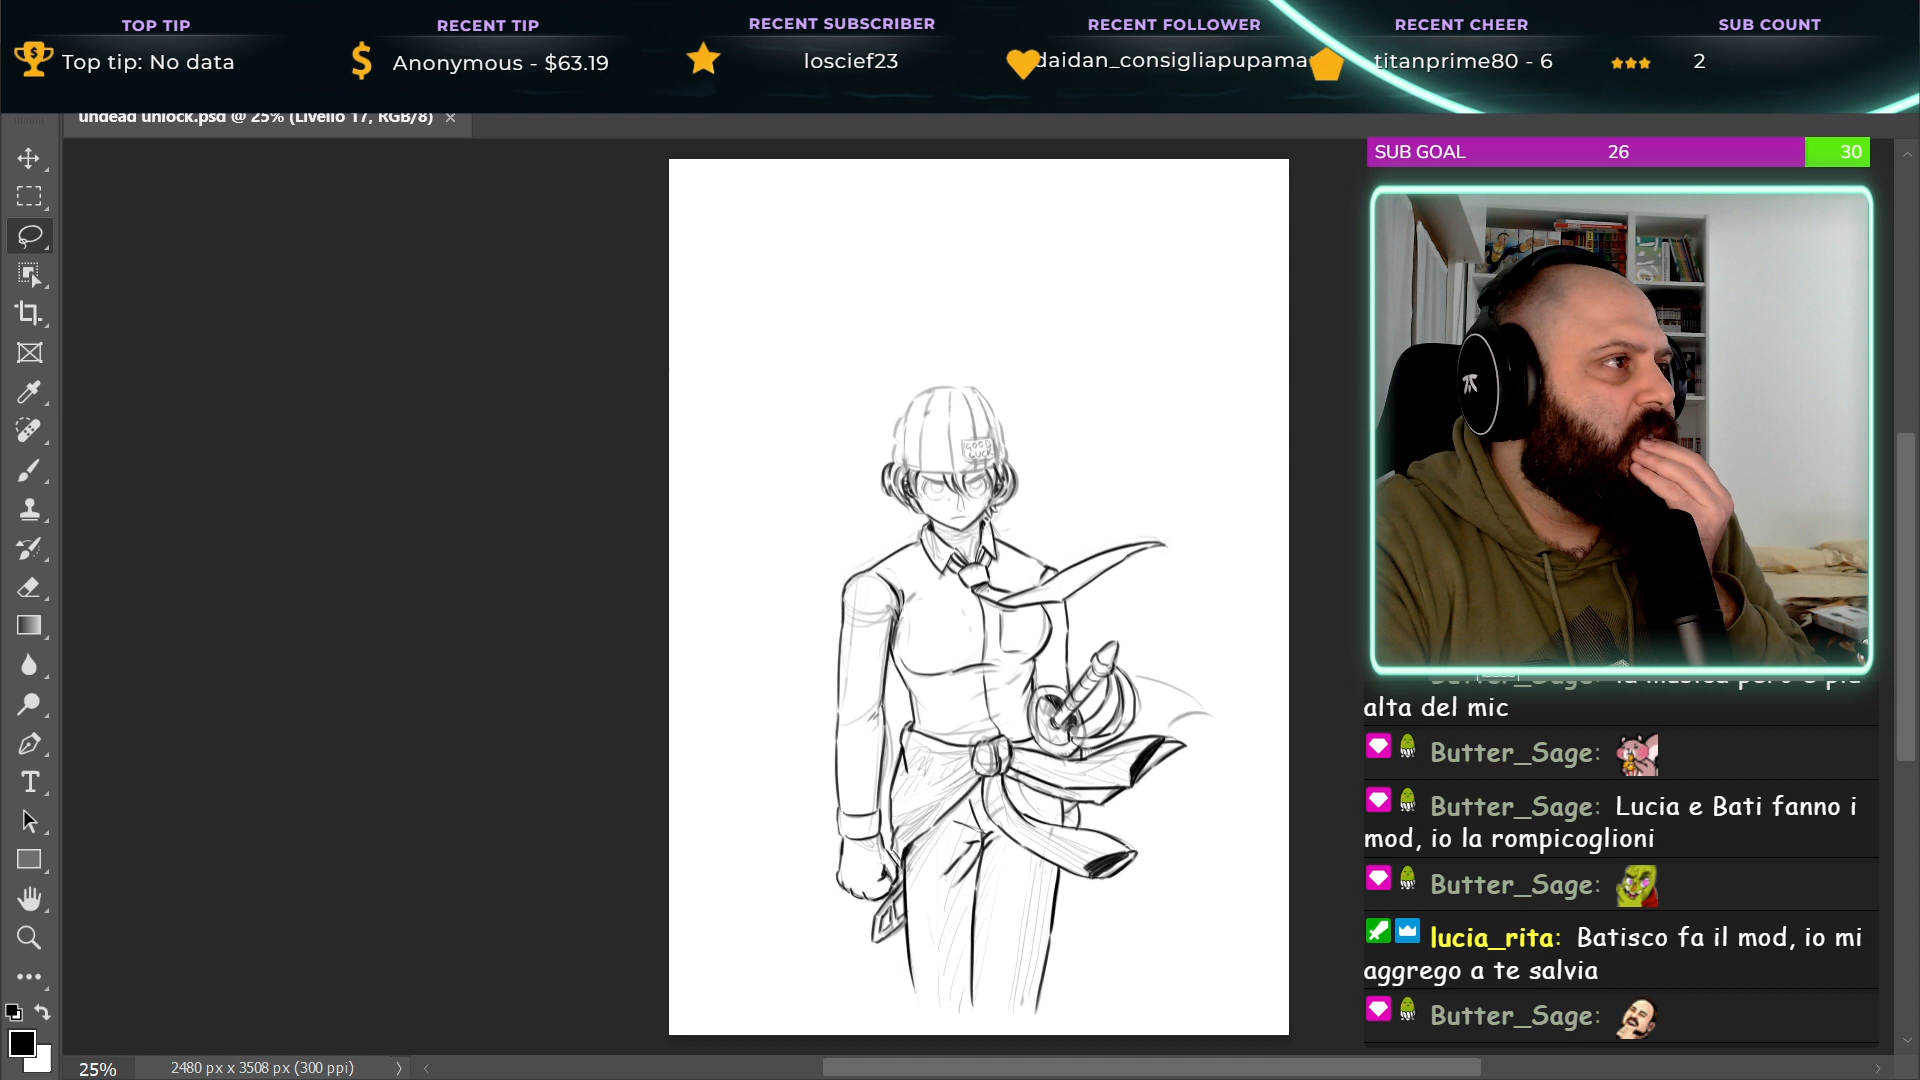 TOP TIP
Top tip: No data
RECENT TIP
Anonymous - $63.19
RECENT SUBSCRIBER
loscief23
RECENT FOLLOWER
daidan_consigliapupama
RECENT CHEER
titanprime80 - 6
SUB COUNT
2
undead unlock.psd @ 25% (Livello 17, RGB/8) ×
SUB GOAL 26 30
GOOD
LUCK
alta del mic
Butter_Sage:
Butter_Sage: Lucia e Bati fanno i
mod, io la rompicoglioni
Butter_Sage:
lucia_rita: Batisco fa il mod, io mi
aggrego a te salvia
Butter_Sage:
25% 2480 px x 3508 px (300 ppi)